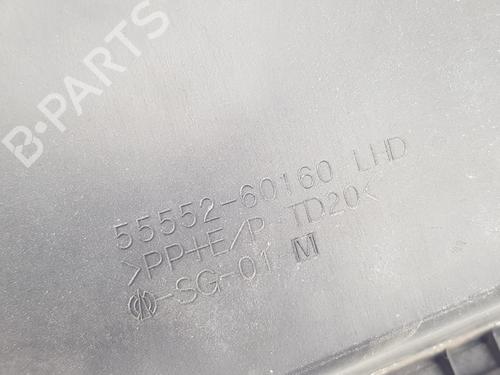 B-PARTS
55552-60160 LHD
>PP+E/P TD20<
-SG-01 M